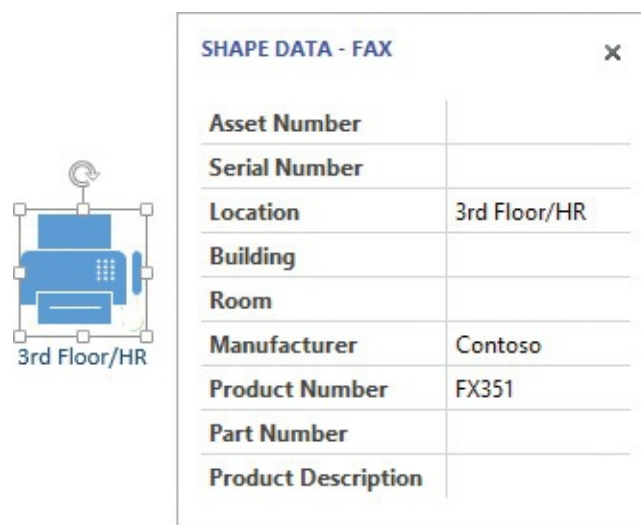 SHAPE DATA - FAX
Asset Number
Serial Number
Location 3rd Floor/HR
Building
Room
Manufacturer Contoso
Product Number FX351
Part Number
Product Description
3rd Floor/HR